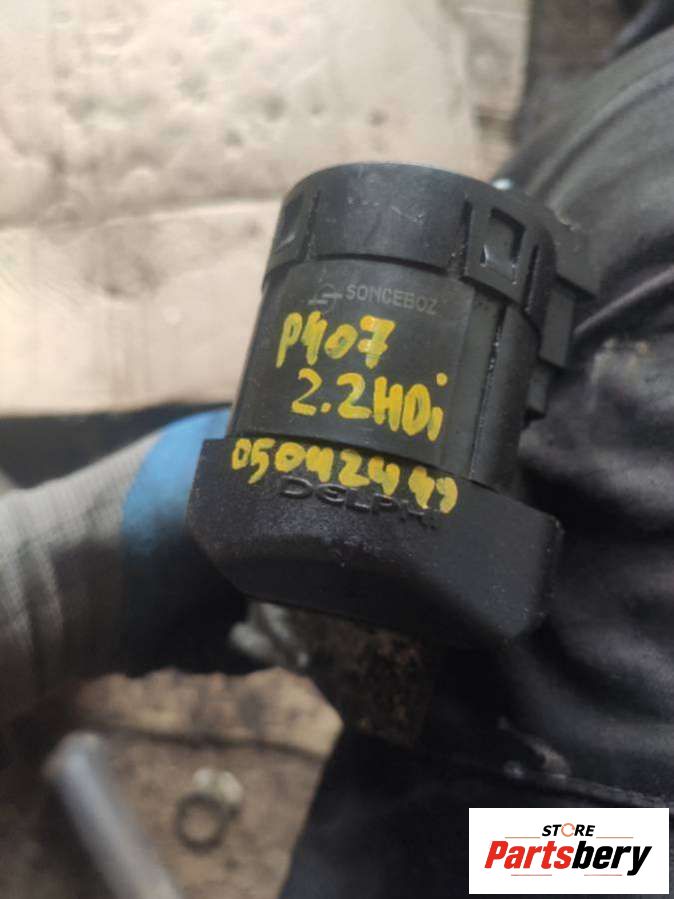 SONCEBOZ
P407
2.2HDi
05042449
DELPHI
STORE
Partsbery